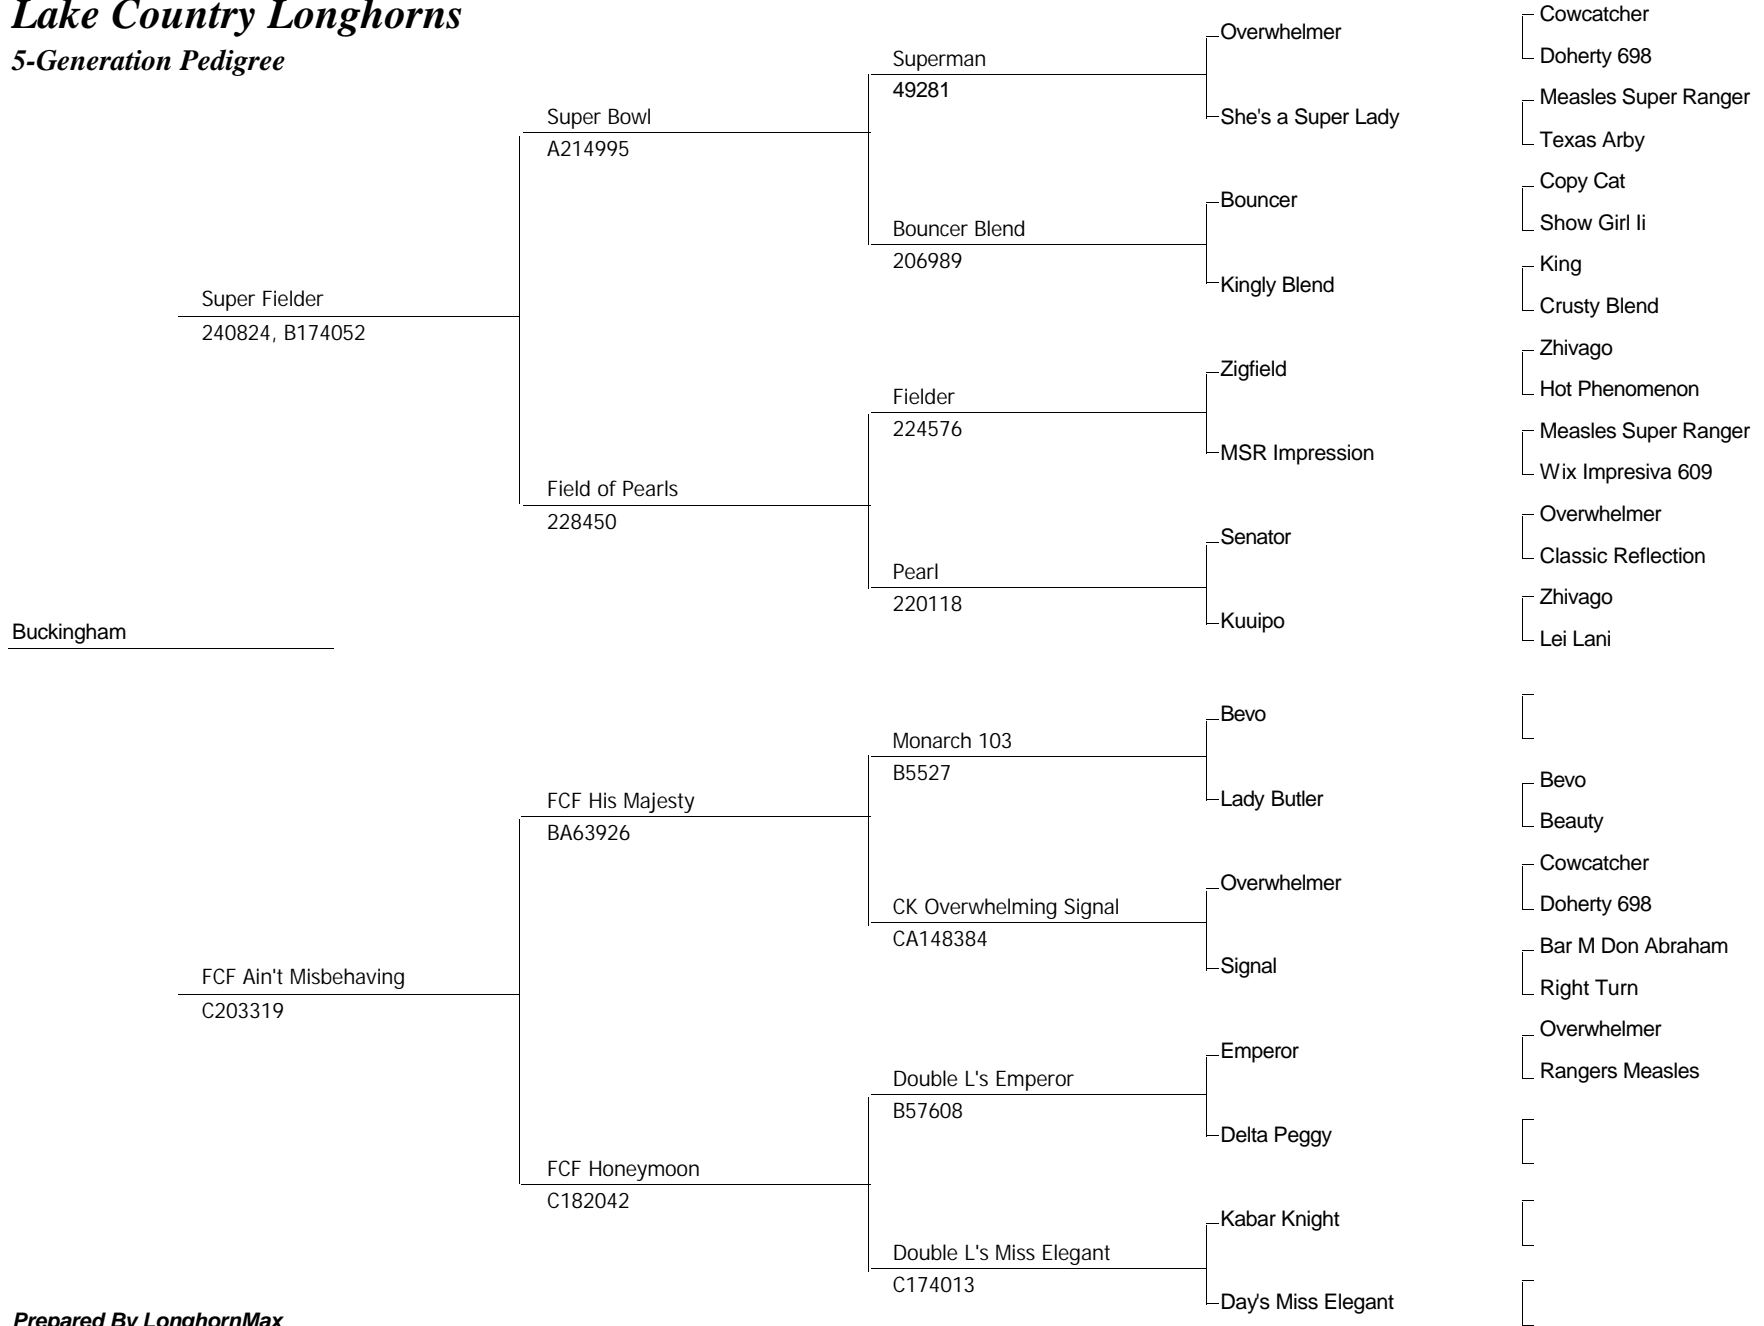 Lake Country Longhorns
5-Generation Pedigree
Buckingham
Super Fielder
240824, B174052
FCF Ain't Misbehaving
C203319
Super Bowl
A214995
Field of Pearls
228450
FCF His Majesty
BA63926
FCF Honeymoon
C182042
Superman
49281
Bouncer Blend
206989
Fielder
224576
Pearl
220118
Monarch 103
B5527
CK Overwhelming Signal
CA148384
Double L's Emperor
B57608
Double L's Miss Elegant
C174013
Overwhelmer
She's a Super Lady
Bouncer
Kingly Blend
Zigfield
MSR Impression
Senator
Kuuipo
Bevo
Lady Butler
Overwhelmer
Signal
Emperor
Delta Peggy
Kabar Knight
Day's Miss Elegant
Cowcatcher
Doherty 698
Measles Super Ranger
Texas Arby
Copy Cat
Show Girl Ii
King
Crusty Blend
Zhivago
Hot Phenomenon
Measles Super Ranger
Wix Impresiva 609
Overwhelmer
Classic Reflection
Zhivago
Lei Lani
Bevo
Beauty
Cowcatcher
Doherty 698
Bar M Don Abraham
Right Turn
Overwhelmer
Rangers Measles
Prepared By LonghornMax